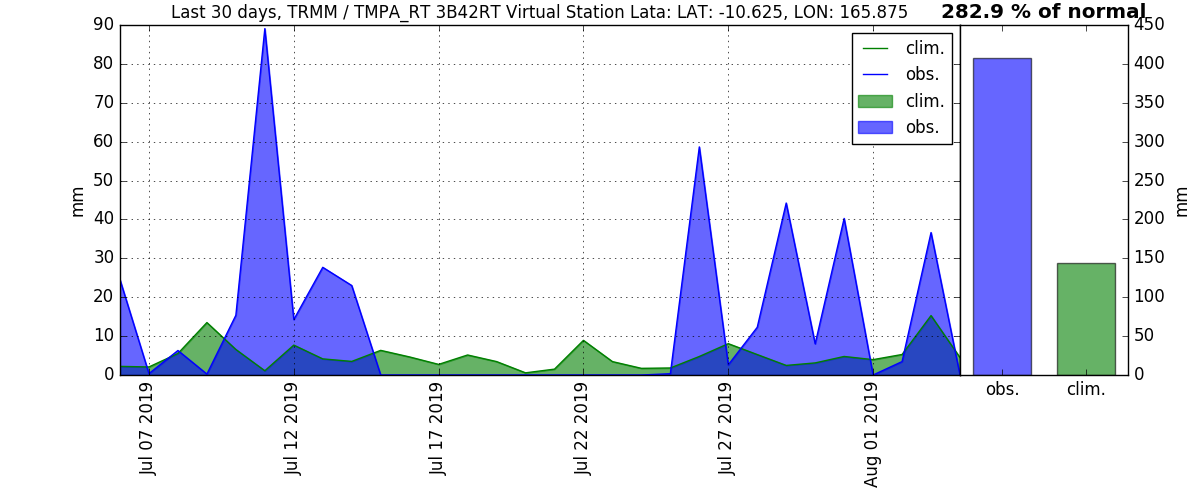 Last 30 days, TRMM / TMPA_RT 3B42RT Virtual Station Lata: LAT: -10.625, LON: 165.875
282.9 % of normal
90
80
70
60
50
40
30
20
10
0
mm
clim.
obs.
clim.
obs.
Jul 07 2019
Jul 12 2019
Jul 17 2019
Jul 22 2019
Jul 27 2019
Aug 01 2019
450
400
350
300
250
200
150
100
50
0
mm
obs.
clim.